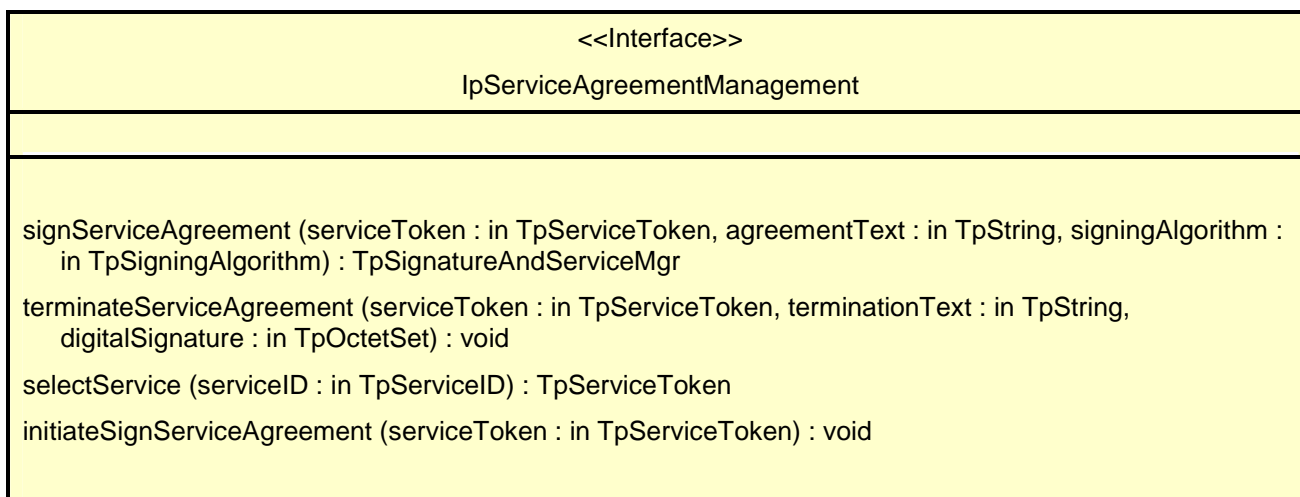 <<Interface>>
IpServiceAgreementManagement
signServiceAgreement (serviceToken : in TpServiceToken, agreementText : in TpString, signingAlgorithm :
in TpSigningAlgorithm) : TpSignatureAndServiceMgr
terminateServiceAgreement (serviceToken : in TpServiceToken, terminationText : in TpString,
digitalSignature : in TpOctetSet) : void
selectService (serviceID : in TpServiceID) : TpServiceToken
initiateSignServiceAgreement (serviceToken : in TpServiceToken) : void